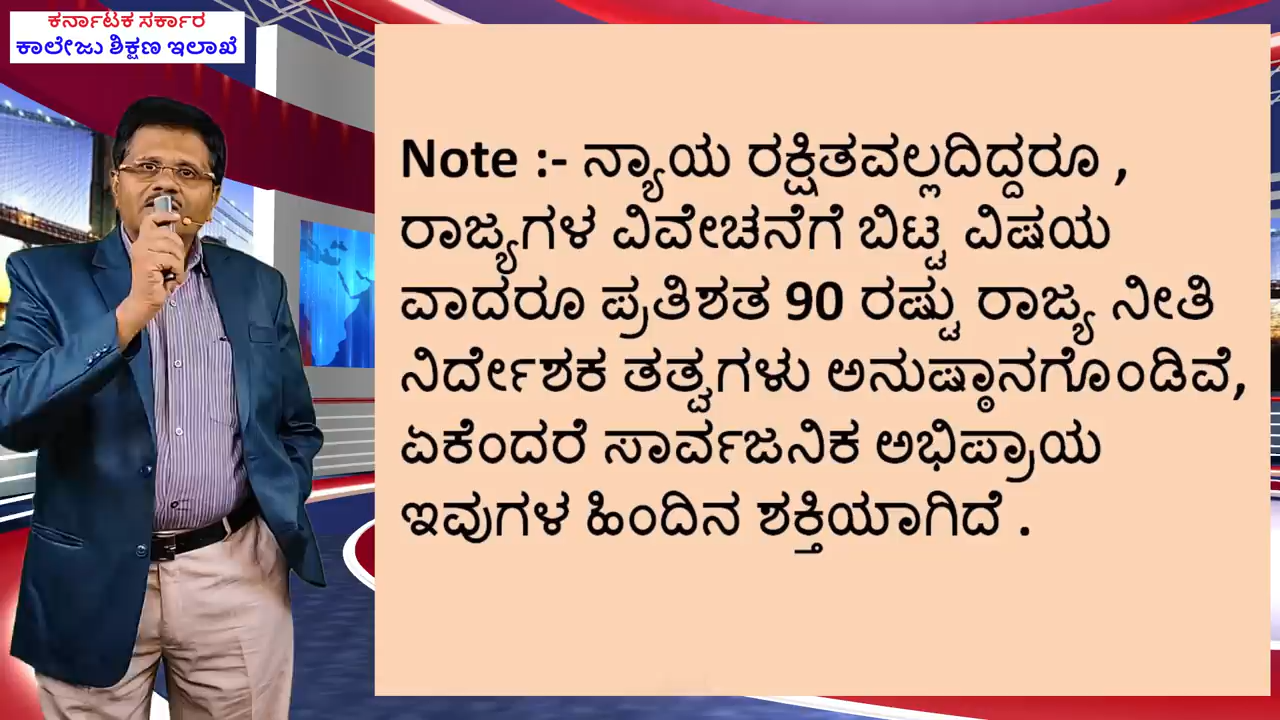 ಕರ್ನಾಟಕ ಸರ್ಕಾರ
ಕಾಲೇಜು ಶಿಕ್ಷಣ ಇಲಾಖೆ
Note :- ನ್ಯಾಯ ರಕ್ಷಿತವಲ್ಲದಿದ್ದರೂ ,
ರಾಜ್ಯಗಳ ವಿವೇಚನೆಗೆ ಬಿಟ್ಟ ವಿಷಯ
ವಾದರೂ ಪ್ರತಿಶತ 90 ರಷ್ಟು ರಾಜ್ಯ ನೀತಿ
ನಿರ್ದೇಶಕ ತತ್ವಗಳು ಅನುಷ್ಠಾನಗೊಂಡಿವೆ,
ಏಕೆಂದರೆ ಸಾರ್ವಜನಿಕ ಅಭಿಪ್ರಾಯ
ಇವುಗಳ ಹಿಂದಿನ ಶಕ್ತಿಯಾಗಿದೆ .